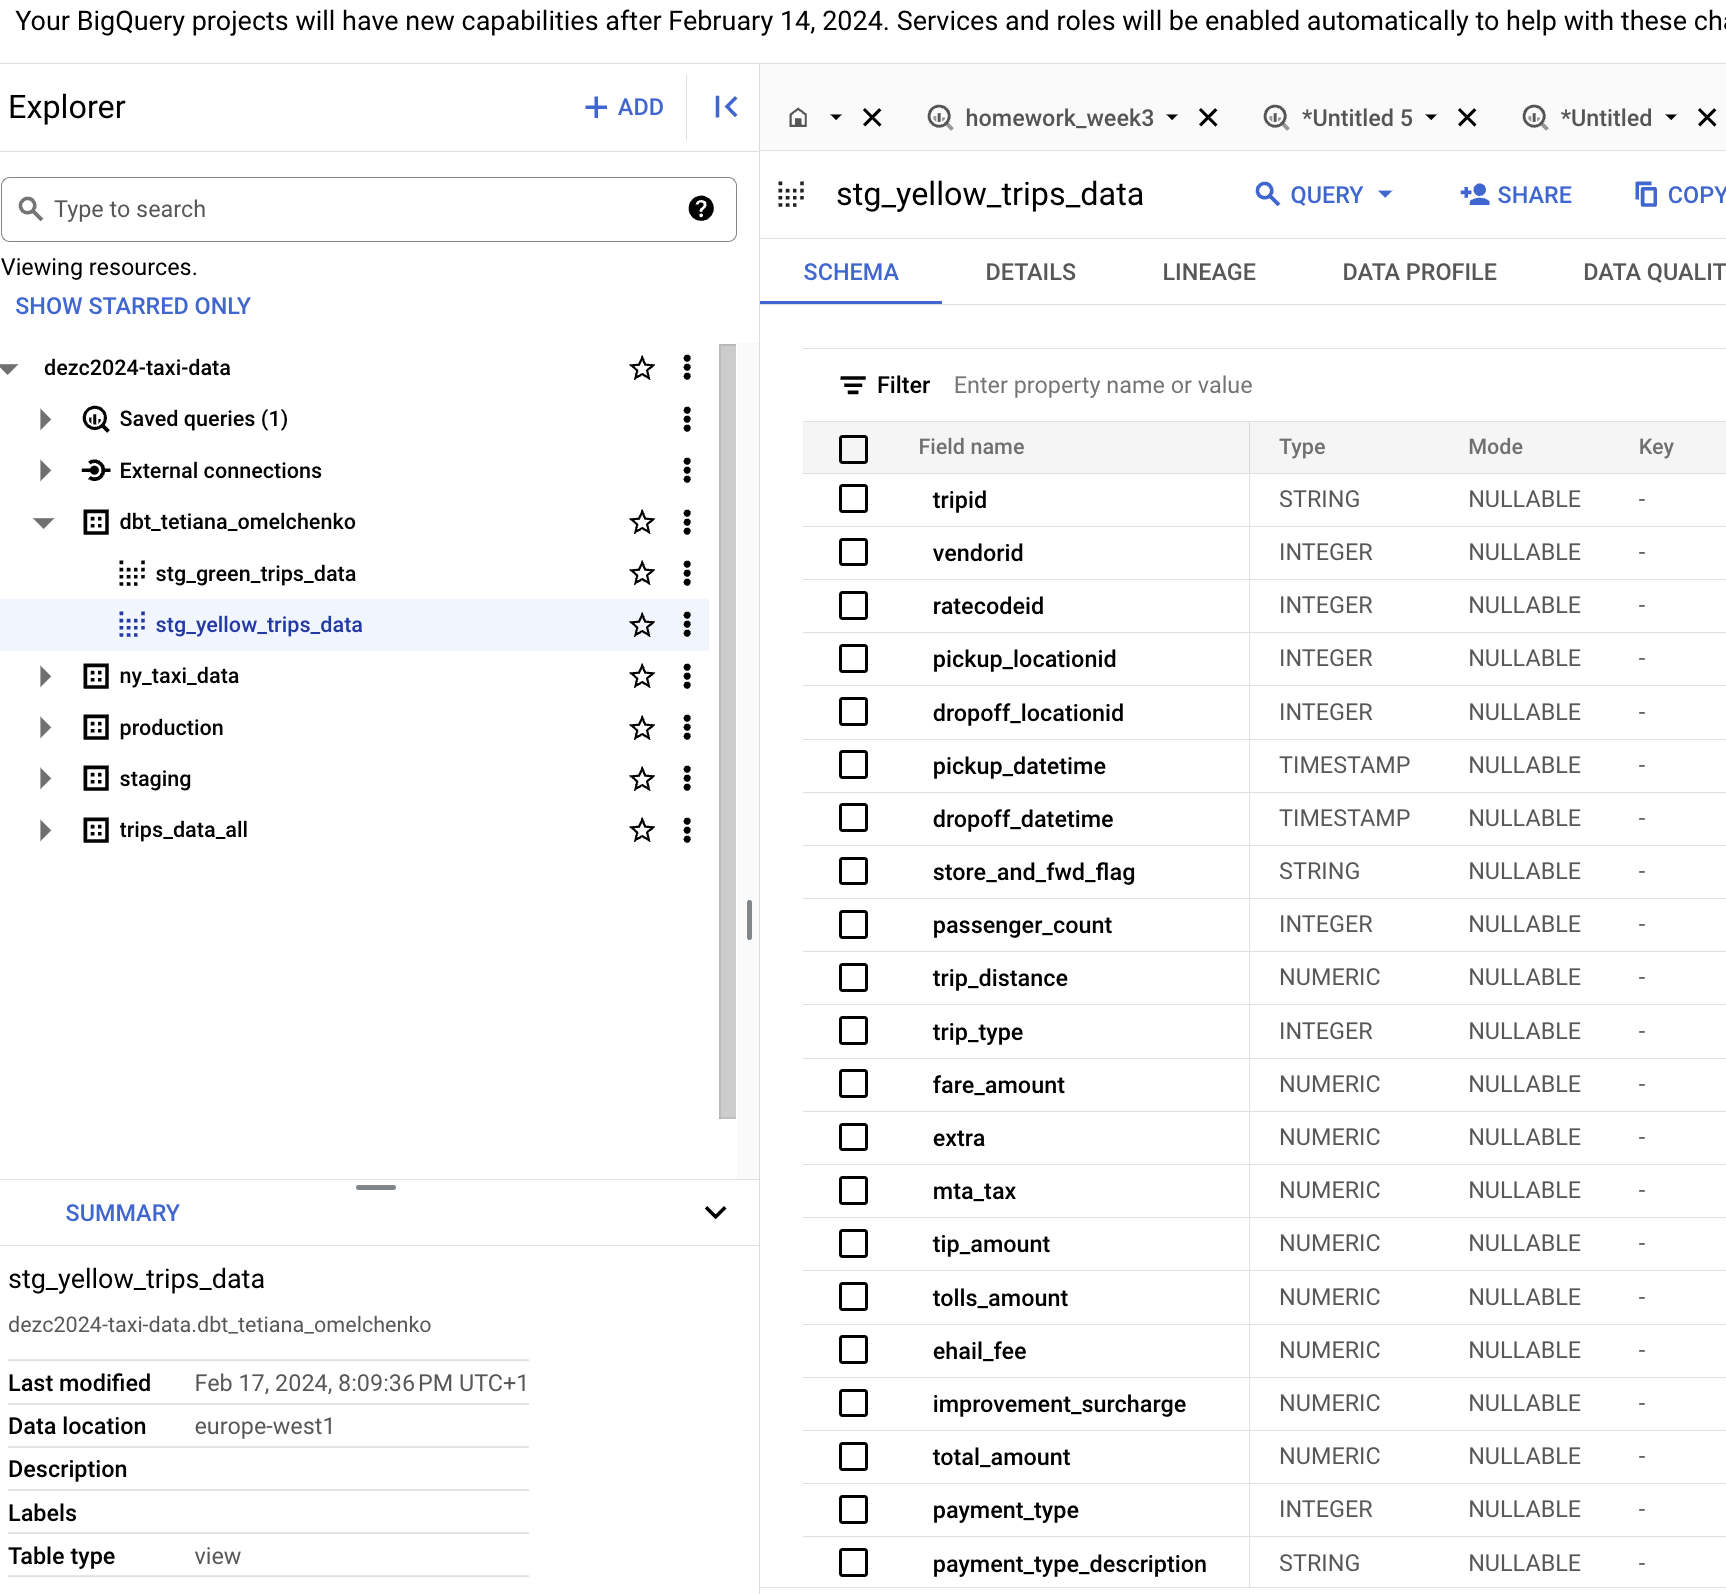 Your BigQuery projects will have new capabilities after February 14, 2024. Services and roles will be enabled automatically to help with these
Explorer
+ ADD
Type to search
Viewing resources.
SHOW STARRED ONLY
dezc2024-taxi-data
Saved queries (1)
External connections
dbt_tetiana_omelchenko
stg_green_trips_data
stg_yellow_trips_data
ny_taxi_data
production
staging
trips_data_all
SUMMARY
stg_yellow_trips_data
dezc2024-taxi-data.dbt_tetiana_omelchenko
Last modified Feb 17, 2024, 8:09:36 PM UTC+1
Data location europe-west1
Description
Labels
Table type view
homework_week3 *Untitled 5 *Untitled
stg_yellow_trips_data QUERY SHARE COPY
SCHEMA DETAILS LINEAGE DATA PROFILE DATA QUALIT
Filter Enter property name or value
Field name Type Mode Key
tripid STRING NULLABLE -
vendorid INTEGER NULLABLE -
ratecodeid INTEGER NULLABLE -
pickup_locationid INTEGER NULLABLE -
dropoff_locationid INTEGER NULLABLE -
pickup_datetime TIMESTAMP NULLABLE -
dropoff_datetime TIMESTAMP NULLABLE -
store_and_fwd_flag STRING NULLABLE -
passenger_count INTEGER NULLABLE -
trip_distance NUMERIC NULLABLE -
trip_type INTEGER NULLABLE -
fare_amount NUMERIC NULLABLE -
extra NUMERIC NULLABLE -
mta_tax NUMERIC NULLABLE -
tip_amount NUMERIC NULLABLE -
tolls_amount NUMERIC NULLABLE -
ehail_fee NUMERIC NULLABLE -
improvement_surcharge NUMERIC NULLABLE -
total_amount NUMERIC NULLABLE -
payment_type INTEGER NULLABLE -
payment_type_description STRING NULLABLE -